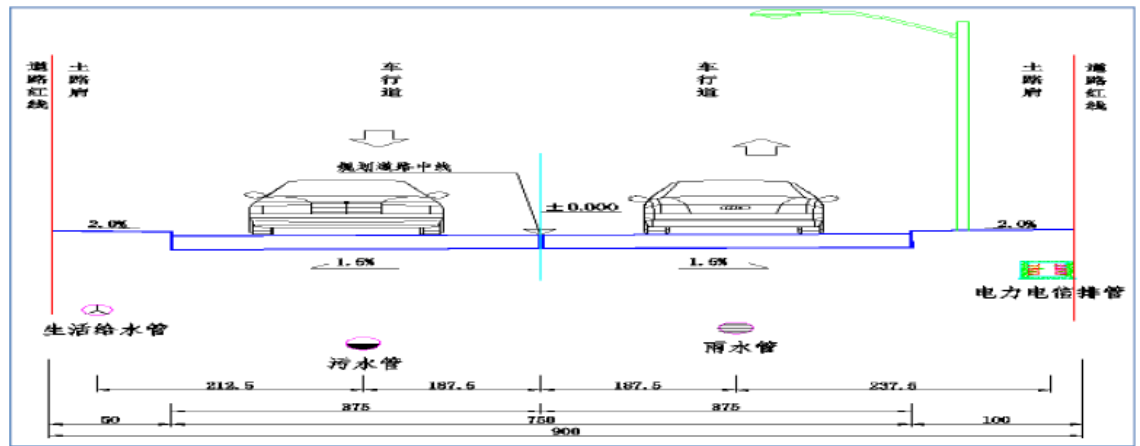 道路红线
土路肩
车行道
车行道
土路肩
道路红线
规划道路中线
±0.000
2.0%
2.0%
1.5%
1.5%
电力电信排管
生活给水管
污水管
雨水管
212.5
187.5
187.5
237.5
375
375
50
750
100
900